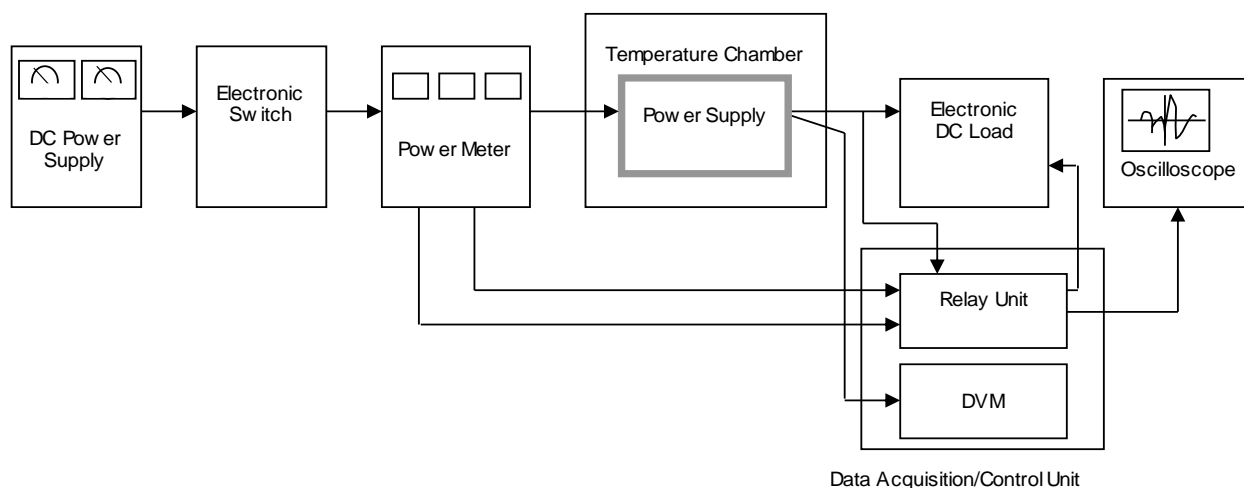 DC Power
Supply
Electronic
Switch
Power Meter
Temperature Chamber
Power Supply
Electronic
DC Load
Oscilloscope
Relay Unit
DVM
Data Acquisition/Control Unit